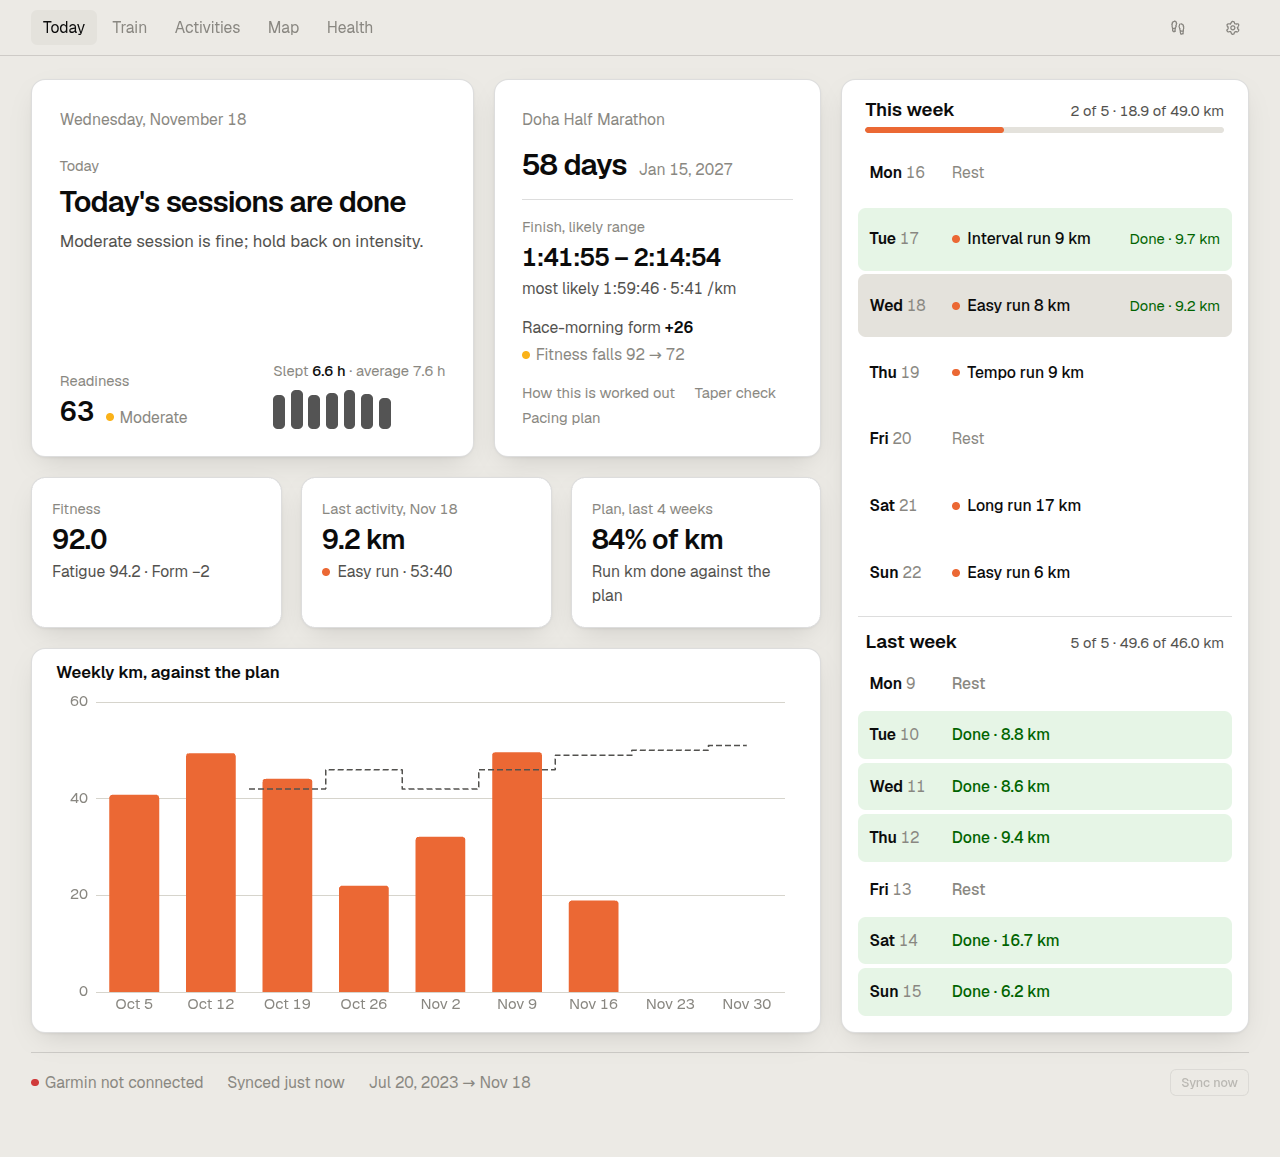 Today Train Activities Map Health
Wednesday, November 18
Today
Today's sessions are done
Moderate session is fine; hold back on intensity.
Readiness
63 Moderate
Slept 6.6 h · average 7.6 h
Doha Half Marathon
58 days Jan 15, 2027
Finish, likely range
1:41:55 – 2:14:54
most likely 1:59:46 · 5:41 /km
Race-morning form +26
Fitness falls 92 → 72
How this is worked out Taper check
Pacing plan
This week 2 of 5 · 18.9 of 49.0 km
Mon 16 Rest
Tue 17 Interval run 9 km Done · 9.7 km
Wed 18 Easy run 8 km Done · 9.2 km
Thu 19 Tempo run 9 km
Fri 20 Rest
Sat 21 Long run 17 km
Sun 22 Easy run 6 km
Last week 5 of 5 · 49.6 of 46.0 km
Mon 9 Rest
Tue 10 Done · 8.8 km
Wed 11 Done · 8.6 km
Thu 12 Done · 9.4 km
Fri 13 Rest
Sat 14 Done · 16.7 km
Sun 15 Done · 6.2 km
Fitness
92.0
Fatigue 94.2 · Form −2
Last activity, Nov 18
9.2 km
Easy run · 53:40
Plan, last 4 weeks
84% of km
Run km done against the
plan
Weekly km, against the plan
60
40
20
0
Oct 5 Oct 12 Oct 19 Oct 26 Nov 2 Nov 9 Nov 16 Nov 23 Nov 30
Garmin not connected Synced just now Jul 20, 2023 → Nov 18 Sync now